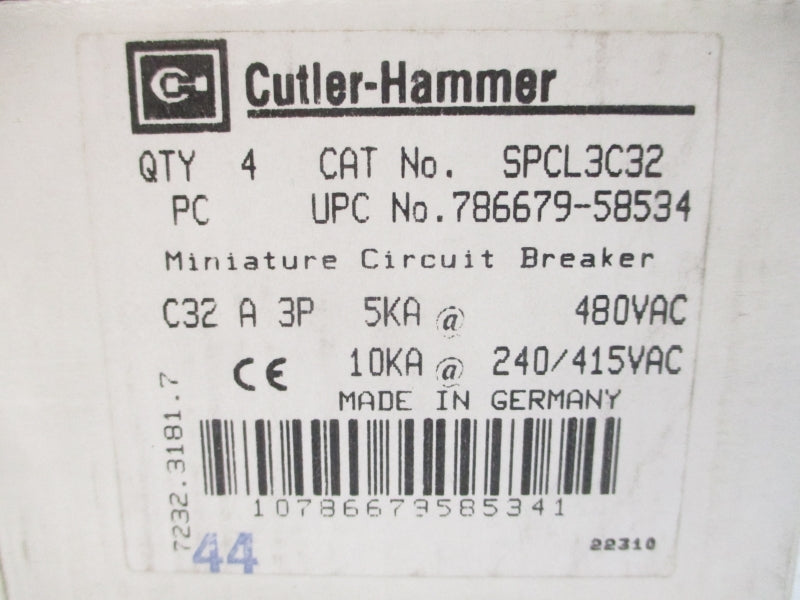 Cutler-Hammer
QTY 4 CAT No. SPCL3C32
PC UPC No.786679-58534
Miniature Circuit Breaker
C32 A 3P 5KA @ 480VAC
CE 10KA @ 240/415VAC
MADE IN GERMANY
7232.3181.7
10786679585341
44
22310